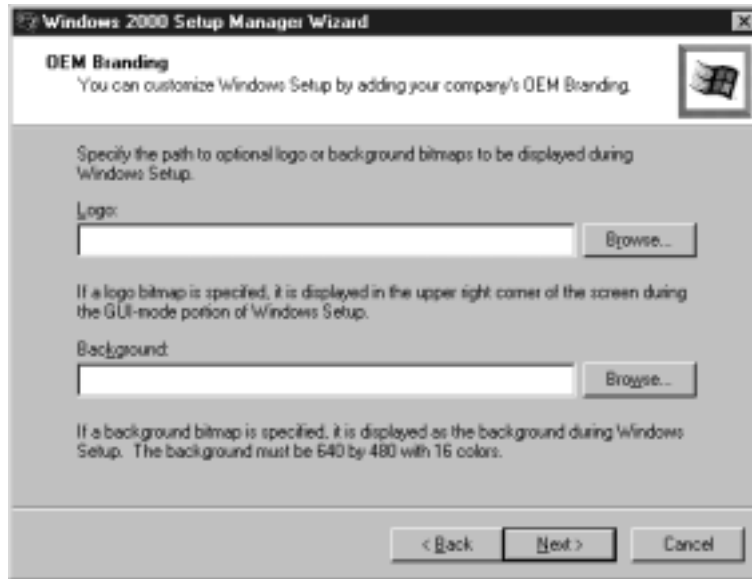 Windows 2000 Setup Manager Wizard
OEM Branding
You can customize Windows Setup by adding your company's OEM Branding.
Specify the path to optional logo or background bitmaps to be displayed during
Windows Setup.
Logo:
Browse...
If a logo bitmap is specified, it is displayed in the upper right corner of the screen during
the GUI-mode portion of Windows Setup.
Background:
Browse...
If a background bitmap is specified, it is displayed as the background during Windows
Setup. The background must be 640 by 480 with 16 colors.
< Back
Next >
Cancel